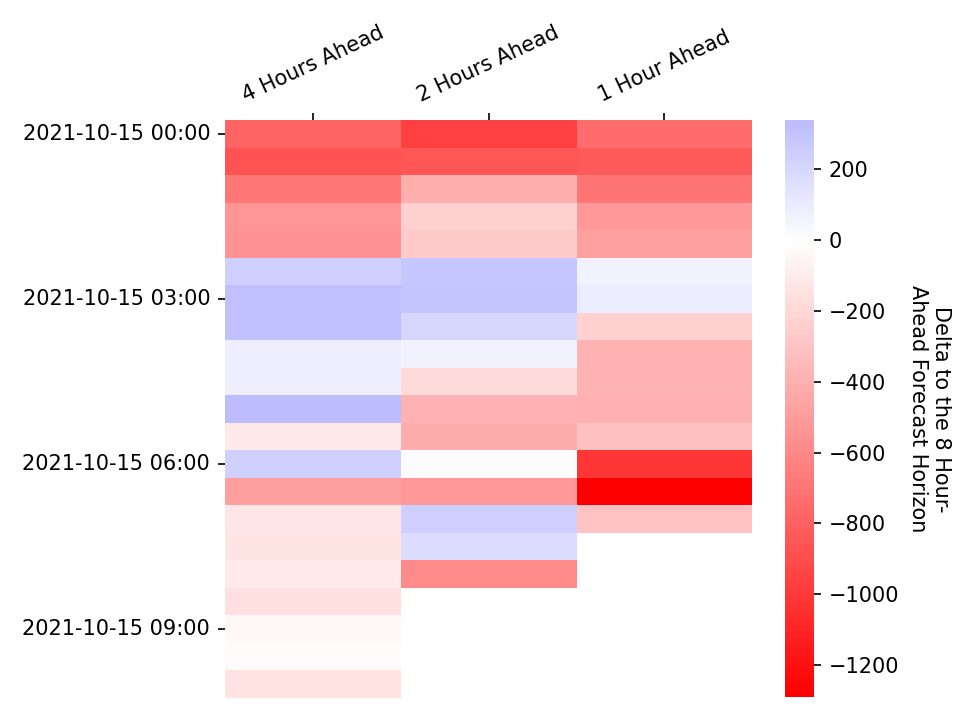 4 Hours Ahead
2 Hours Ahead
1 Hour Ahead
2021-10-15 00:00
2021-10-15 03:00
2021-10-15 06:00
2021-10-15 09:00
200
0
−200
−400
−600
−800
−1000
−1200
Delta to the 8 Hour-
Ahead Forecast Horizon